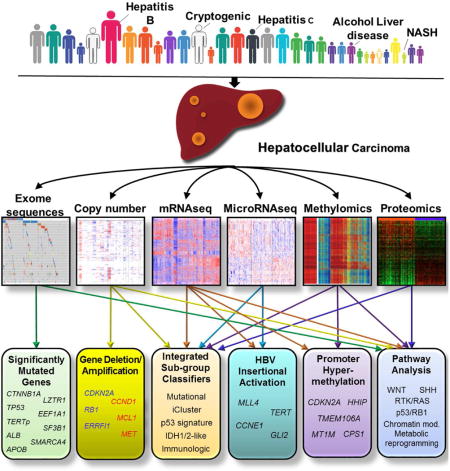 Hepatitis
B
Cryptogenic
Hepatitis C
Alcohol Liver
disease
NASH
Hepatocellular Carcinoma
Exome
sequences
Copy number
mRNAseq
MicroRNAseq
Methylomics
Proteomics
Significantly
Mutated
Genes
CTNNB1A
LZTR1
TP53
EEF1A1
TERTp
SF3B1
ALB
SMARCA4
APOB
Gene Deletion/
Amplification
CDKN2A
CCND1
RB1
MCL1
ERRFI1
MET
Integrated
Sub-group
Classifiers
Mutational
iCluster
p53 signature
IDH1/2-like
Immunologic
HBV
Insertional
Activation
MLL4
TERT
CCNE1
GLI2
Promoter
Hyper-
methylation
CDKN2A HHIP
TMEM106A
MT1M CPS1
Pathway
Analysis
WNT SHH
RTK/RAS
p53/RB1
Chromatin mod.
Metabolic
reprogramming